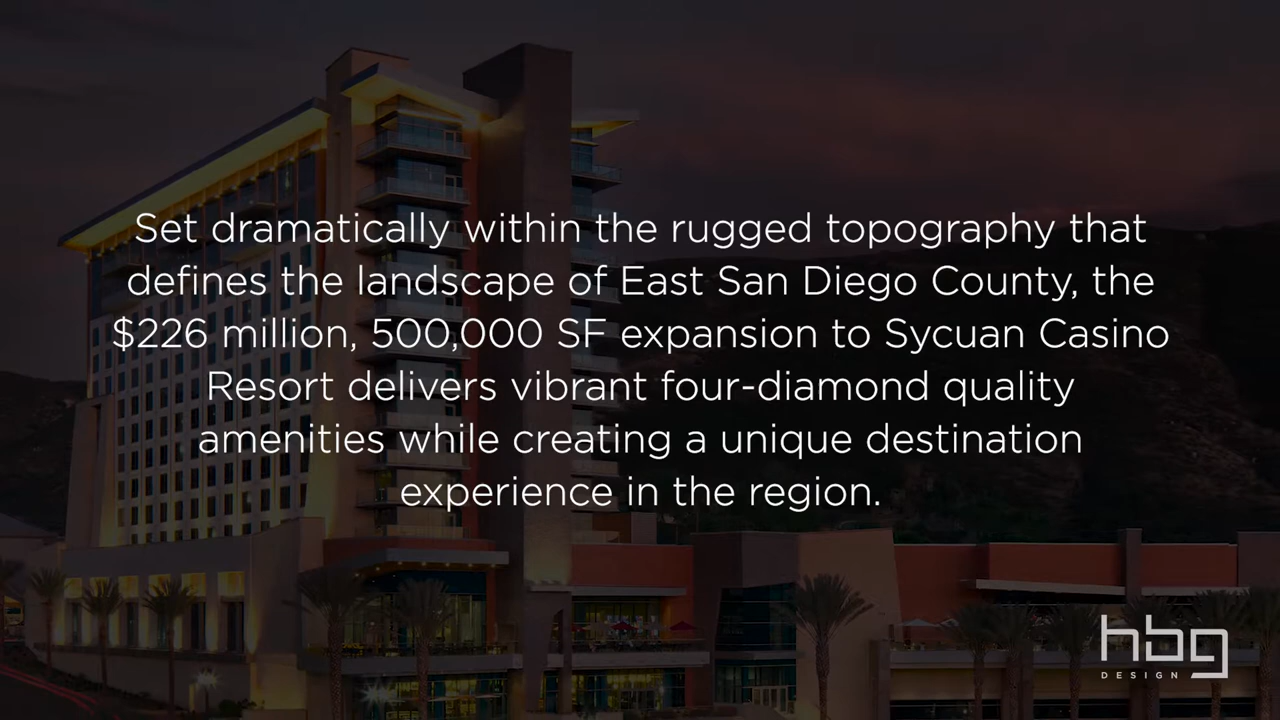 Set dramatically within the rugged topography that
defines the landscape of East San Diego County, the
$226 million, 500,000 SF expansion to Sycuan Casino
Resort delivers vibrant four-diamond quality
amenities while creating a unique destination
experience in the region.
hbg
DESIGN